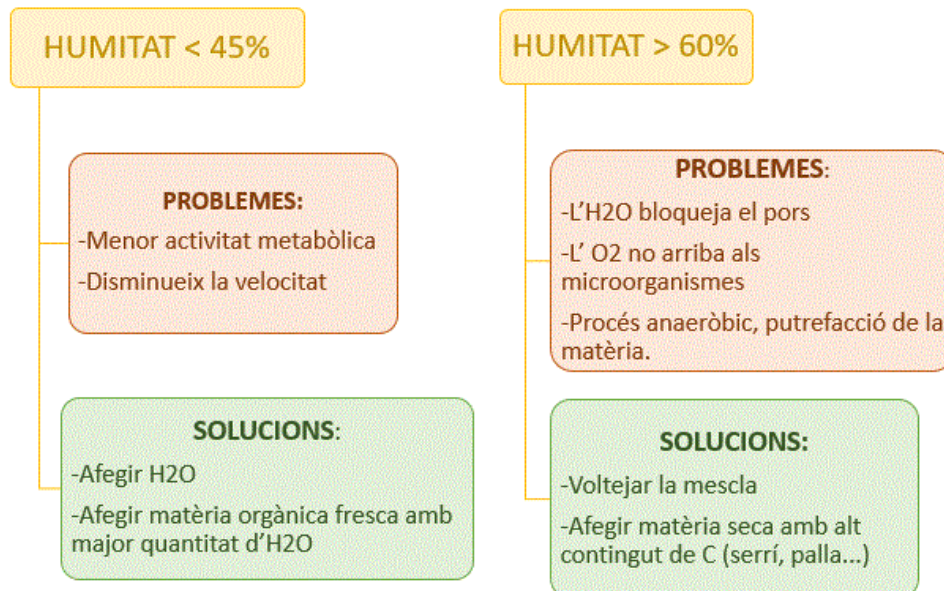 HUMITAT < 45%
PROBLEMES:
-Menor activitat metabòlica
-Disminueix la velocitat
SOLUCIONS:
-Afegir H2O
-Afegir matèria orgànica fresca amb
major quantitat d’H2O
HUMITAT > 60%
PROBLEMES:
-L’H2O bloqueja el pors
-L’ O2 no arriba als
microorganismes
-Procés anaeròbic, putrefacció de la
matèria.
SOLUCIONS:
-Voltejar la mescla
-Afegir matèria seca amb alt
contingut de C (serrí, palla...)